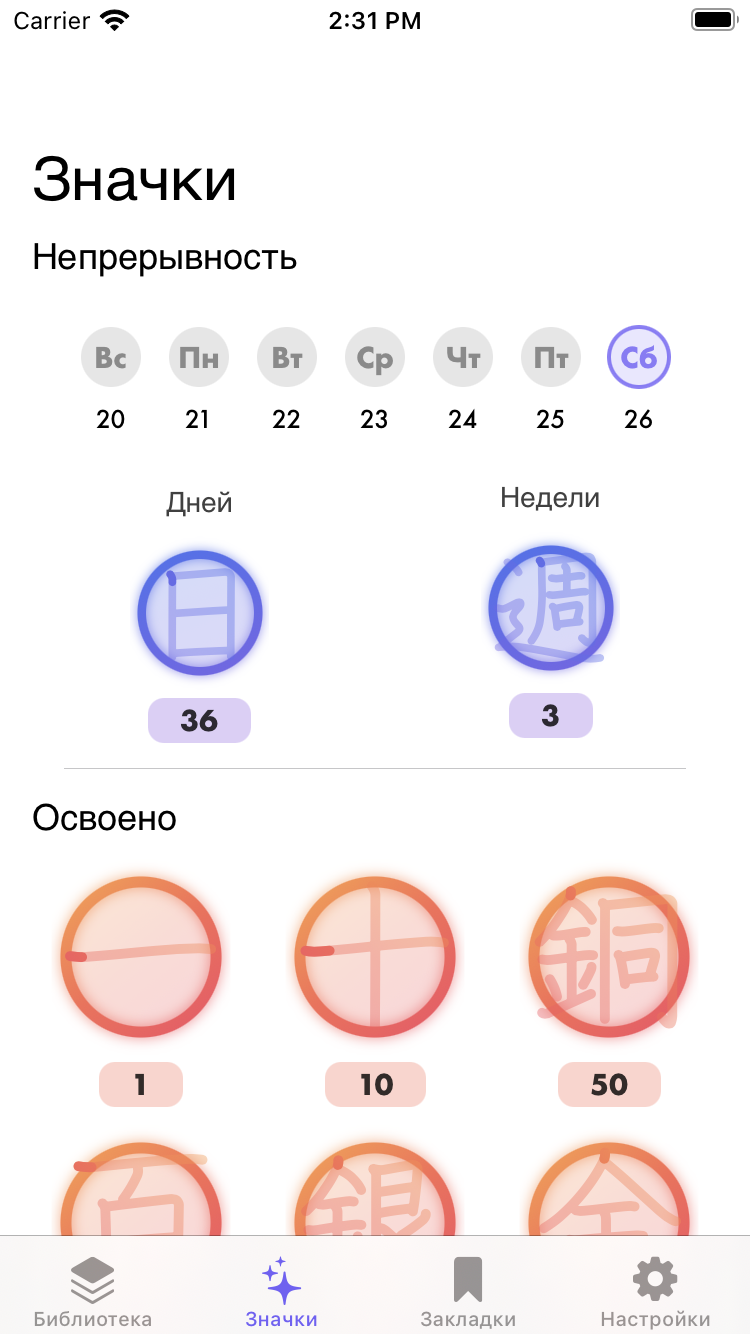 Carrier 2:31 PM
Значки
Непрерывность
Вс Пн Вт Ср Чт Пт Сб
20 21 22 23 24 25 26
Дней Недели
日 週
36 3
Освоено
一 十 銅
1 10 50
百 銀 金
Библиотека Значки Закладки Настройки